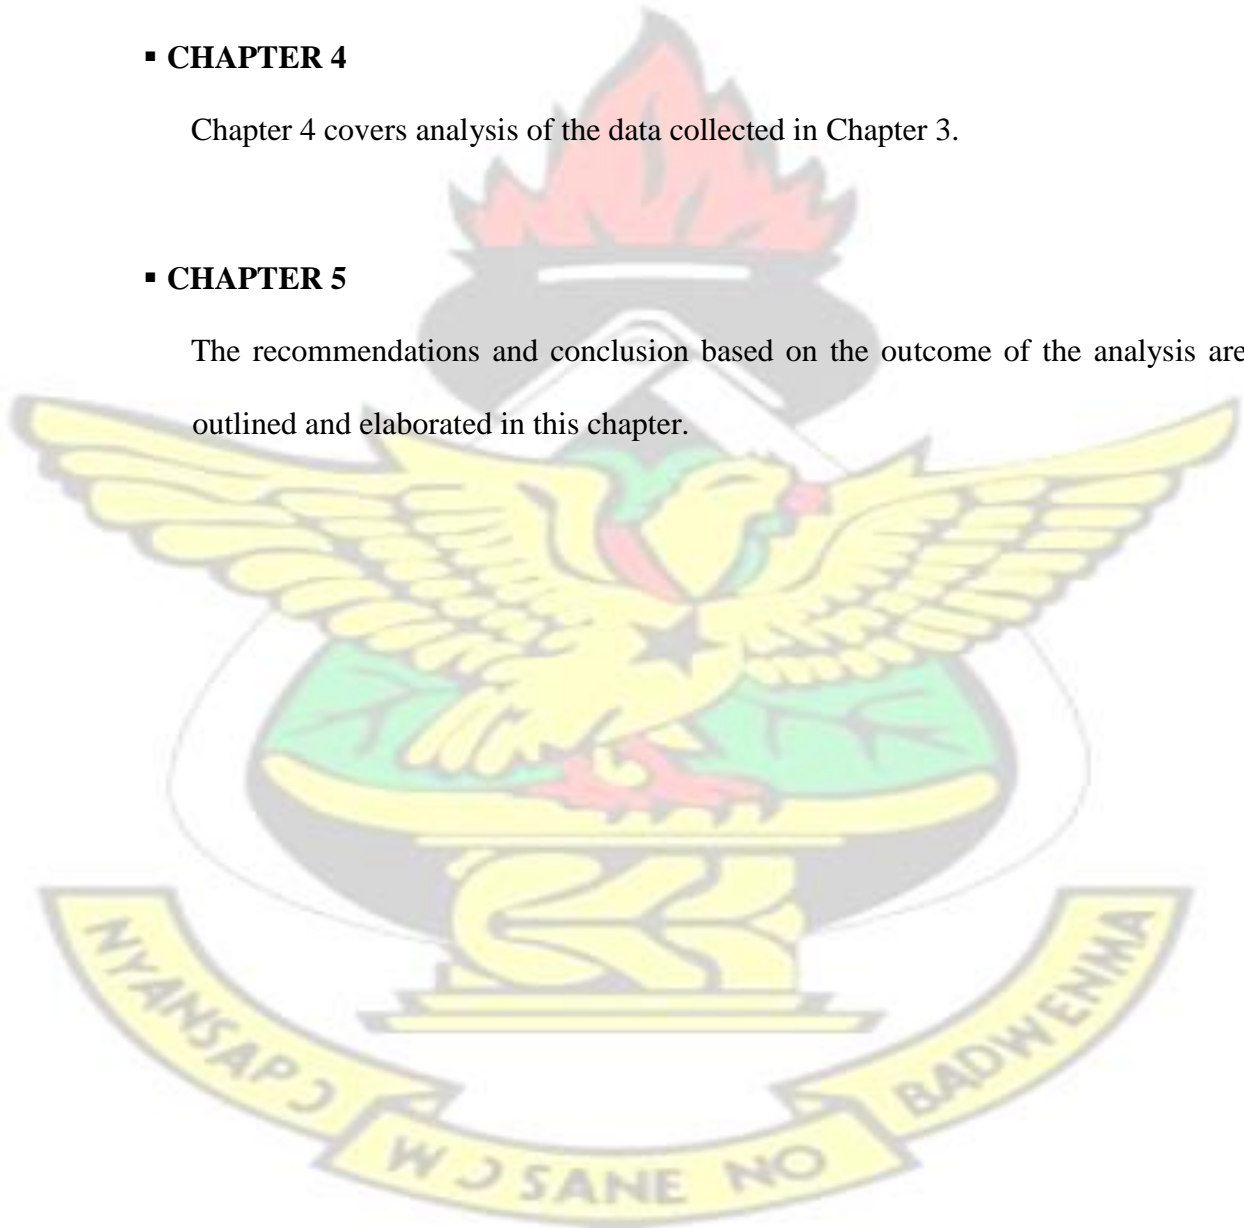 ▪ CHAPTER 4
Chapter 4 covers analysis of the data collected in Chapter 3.
▪ CHAPTER 5
The recommendations and conclusion based on the outcome of the analysis are
outlined and elaborated in this chapter.
NYANSAPƆ
WƆ SANE NO
BADWENMA